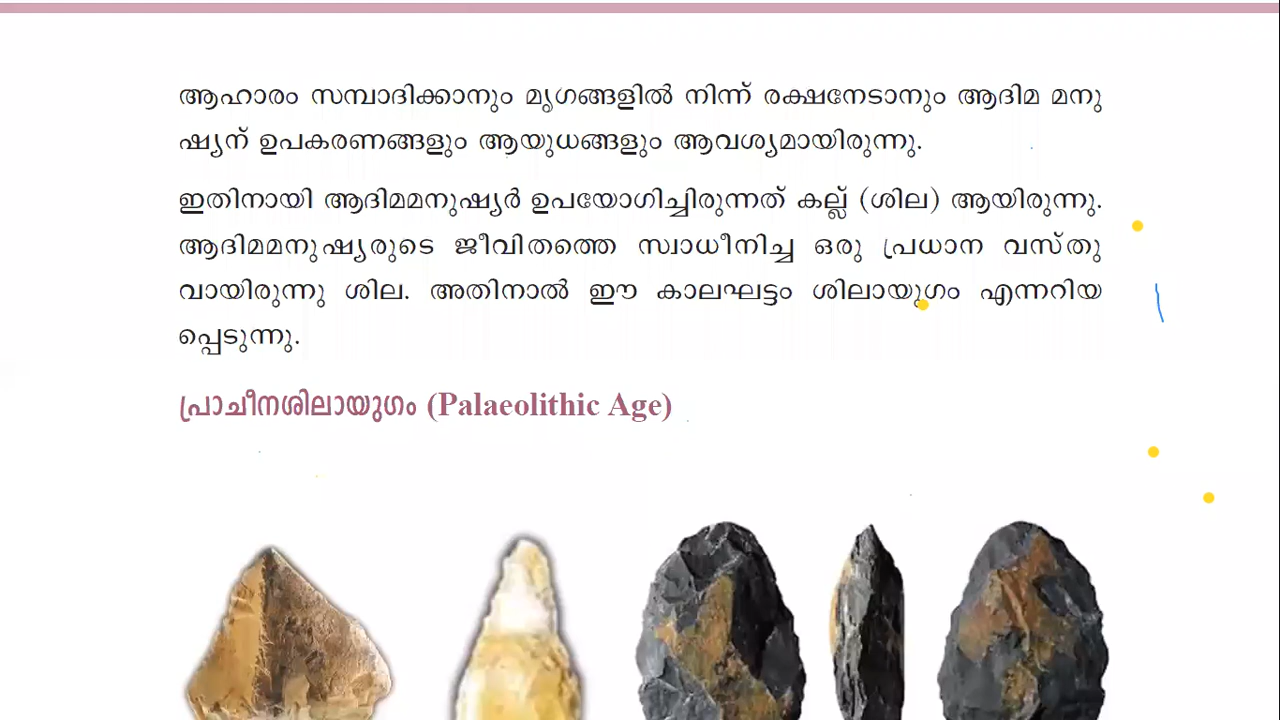 ആഹാരം സമ്പാദിക്കാനും മൃഗങ്ങളിൽ നിന്ന് രക്ഷനേടാനും ആദിമ മനു
ഷ്യന് ഉപകരണങ്ങളും ആയുധങ്ങളും ആവശ്യമായിരുന്നു.
ഇതിനായി ആദിമമനുഷ്യർ ഉപയോഗിച്ചിരുന്നത് കല്ല് (ശില) ആയിരുന്നു.
ആദിമമനുഷ്യരുടെ ജീവിതത്തെ സ്വാധീനിച്ച ഒരു പ്രധാന വസ്തു
വായിരുന്നു ശില. അതിനാൽ ഈ കാലഘട്ടം ശിലായുഗം എന്നറിയ
പ്പെടുന്നു.
പ്രാചീനശിലായുഗം (Palaeolithic Age)